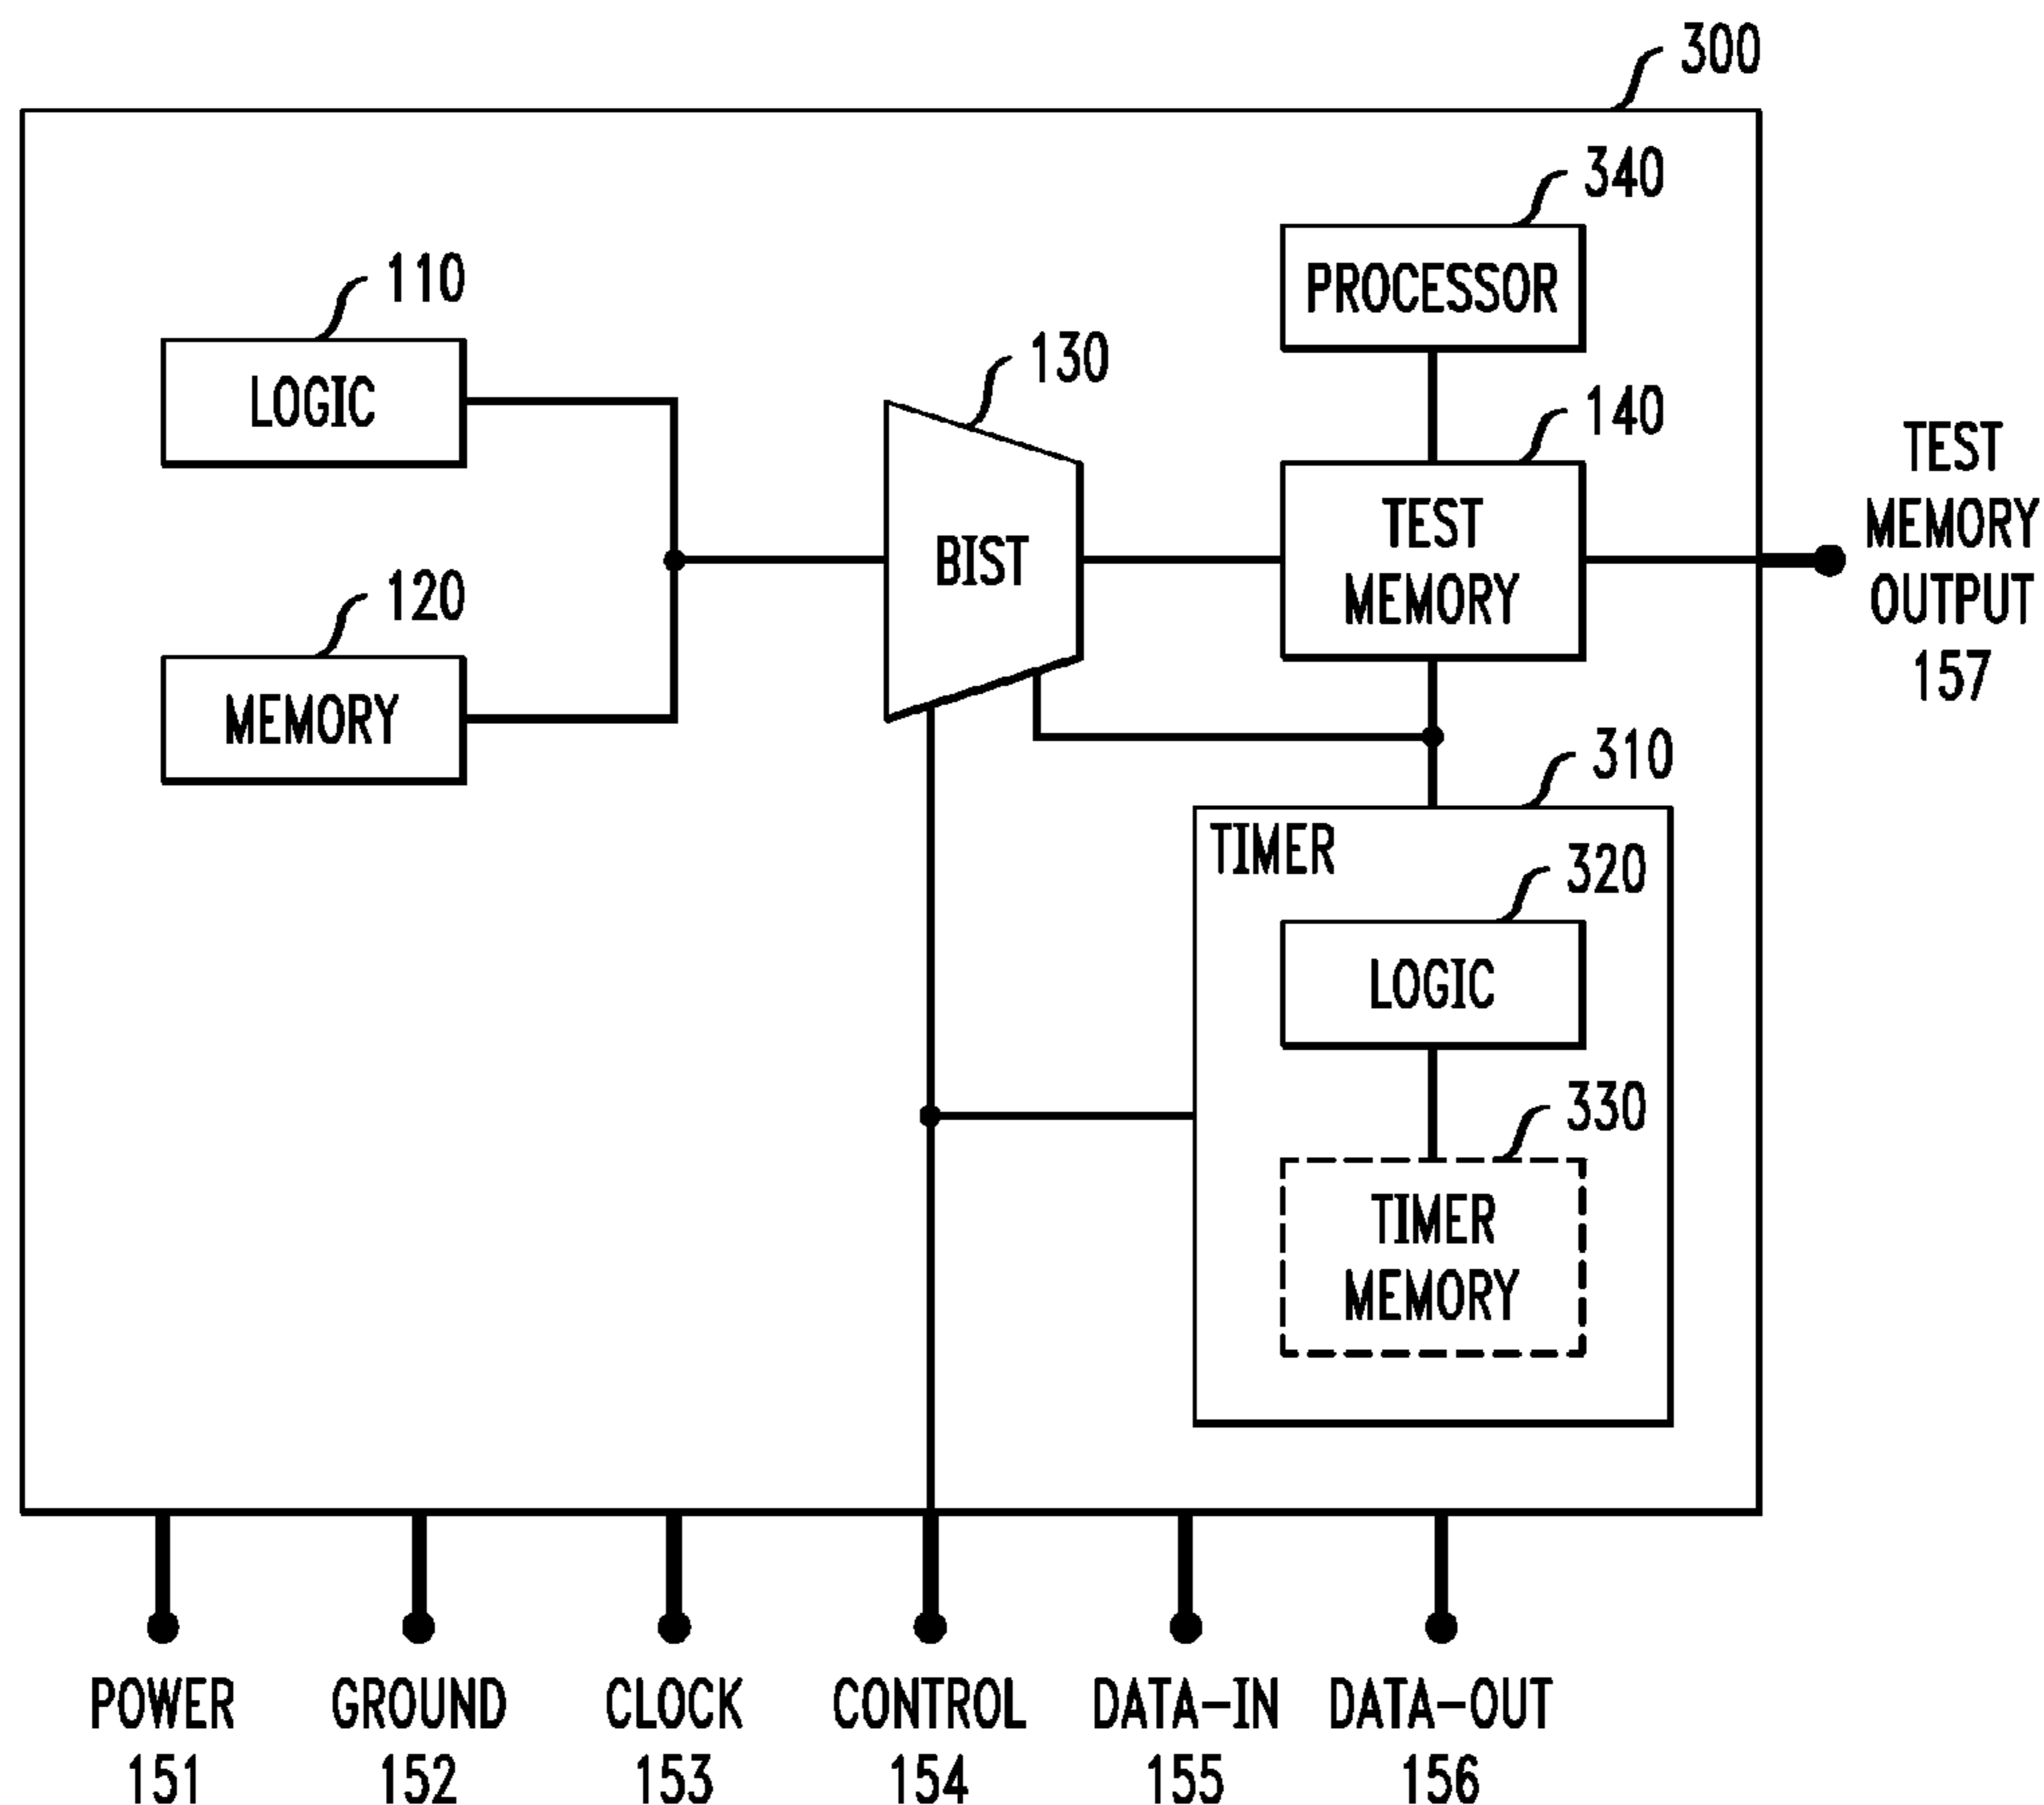 300
340
PROCESSOR
110
LOGIC
130
BIST
140
TEST
MEMORY
TEST
MEMORY
OUTPUT
157
120
MEMORY
310
TIMER
320
LOGIC
330
TIMER
MEMORY
POWER
151
GROUND
152
CLOCK
153
CONTROL
154
DATA-IN
155
DATA-OUT
156